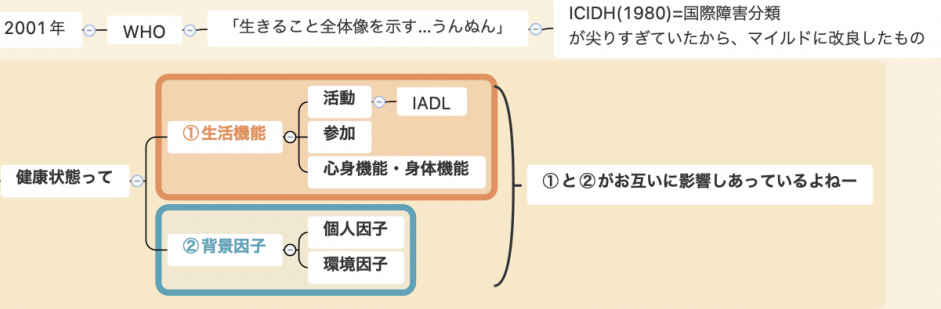 2001年
WHO
「生きること全体像を示す…うんぬん」
ICIDH(1980)=国際障害分類
が尖りすぎていたから、マイルドに改良したもの
健康状態って
①生活機能
活動
IADL
参加
心身機能・身体機能
②背景因子
個人因子
環境因子
①と②がお互いに影響しあっているよねー